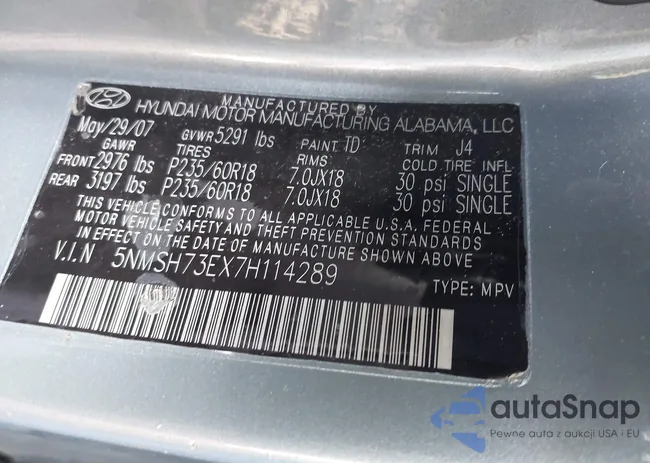 MANUFACTURED BY
HYUNDAI MOTOR MANUFACTURING ALABAMA, LLC
May/29/07 GVWR 5291 lbs PAINT TD TRIM J4
GAWR TIRES RIMS COLD TIRE INFL
FRONT 2976 lbs P235/60R18 7.0JX18 30 psi SINGLE
REAR 3197 lbs P235/60R18 7.0JX18 30 psi SINGLE
THIS VEHICLE CONFORMS TO ALL APPLICABLE U.S.A. FEDERAL
MOTOR VEHICLE SAFETY AND THEFT PREVENTION STANDARDS
IN EFFECT ON THE DATE OF MANUFACTURE SHOWN ABOVE
V.I.N 5NMSH73EX7H114289
TYPE: MPV
autaSnap
Pewne auta z aukcji USA i EU